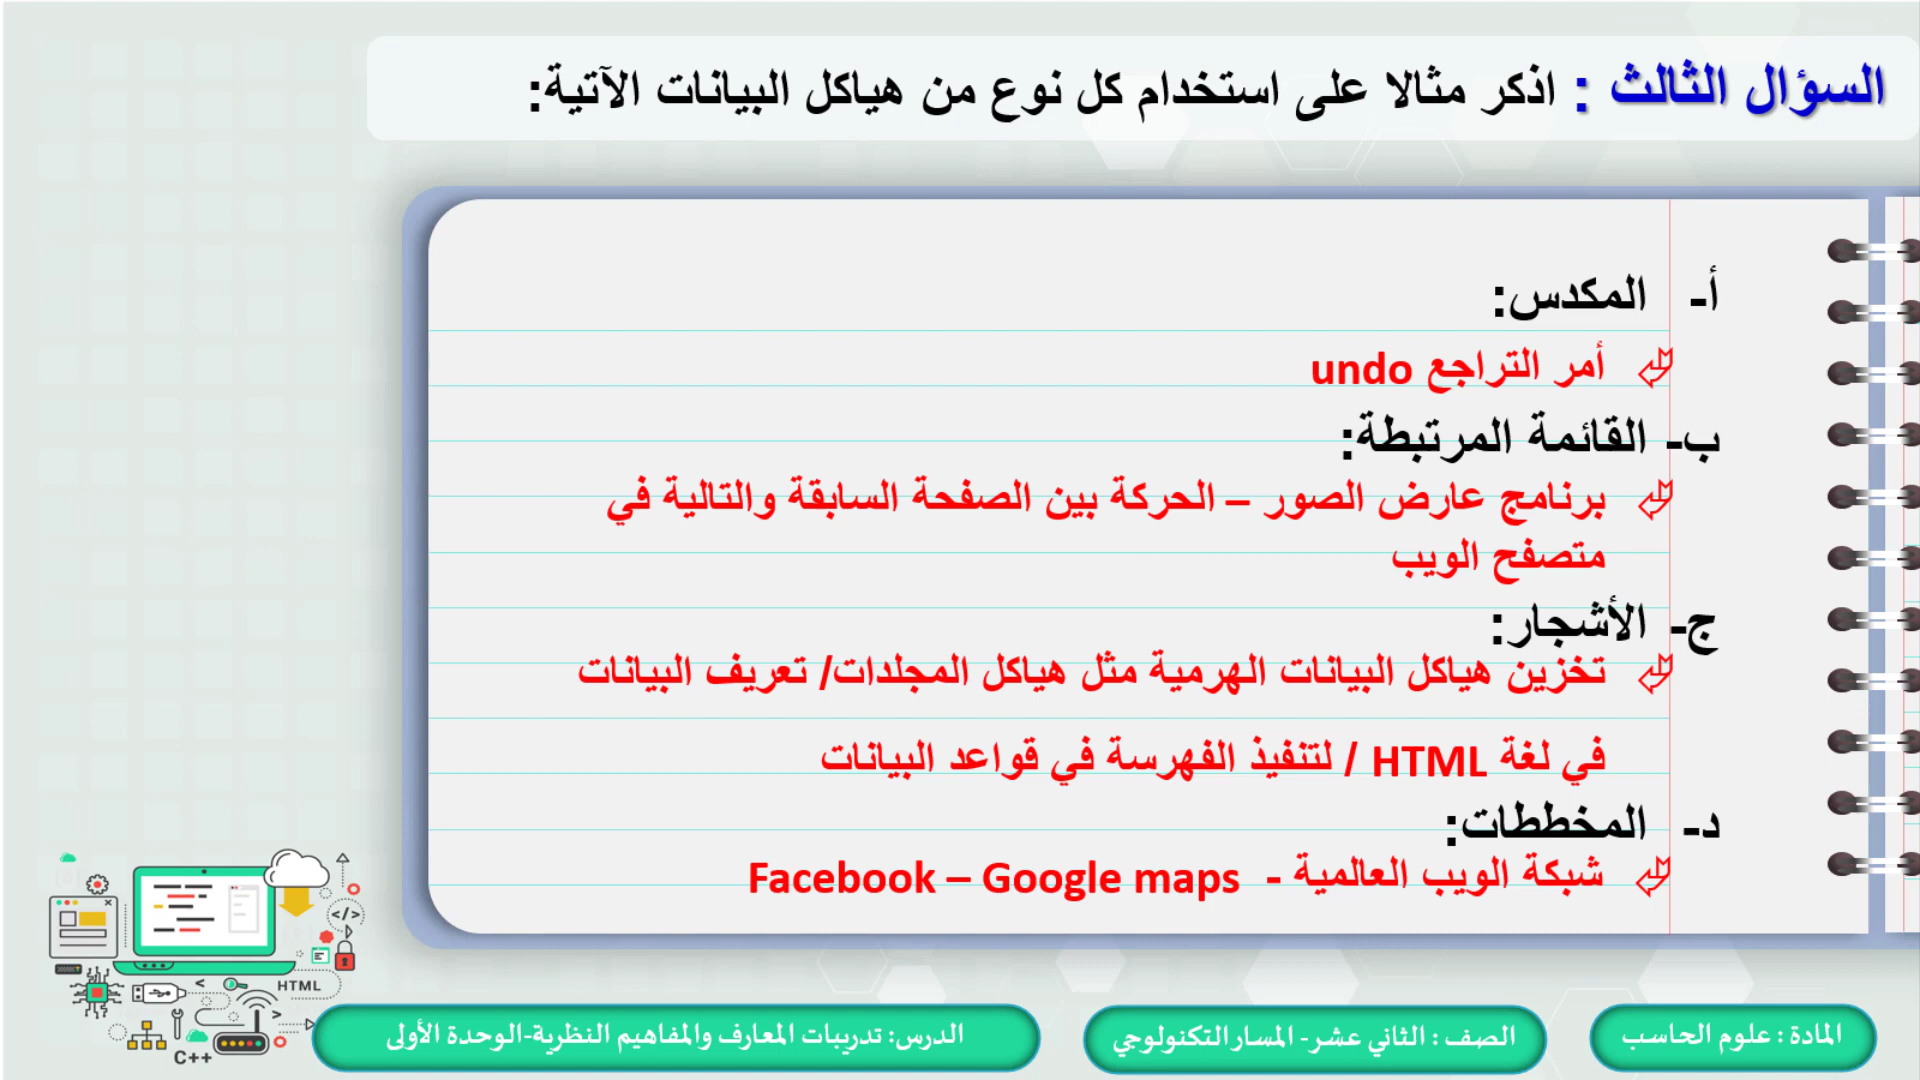 السؤال الثالث : اذكر مثالا على استخدام كل نوع من هياكل البيانات الآتية:
أ- المكدس:
أمر التراجع undo
ب- القائمة المرتبطة:
برنامج عارض الصور – الحركة بين الصفحة السابقة والتالية في
متصفح الويب
ج- الأشجار:
تخزين هياكل البيانات الهرمية مثل هياكل المجلدات/ تعريف البيانات
في لغة HTML / لتنفيذ الفهرسة في قواعد البيانات
د- المخططات:
شبكة الويب العالمية - Facebook – Google maps
</>
HTML
C++
المادة : علوم الحاسب
الصف : الثاني عشر- المسار التكنولوجي
الدرس: تدريبات المعارف والمفاهيم النظرية-الوحدة الأولى